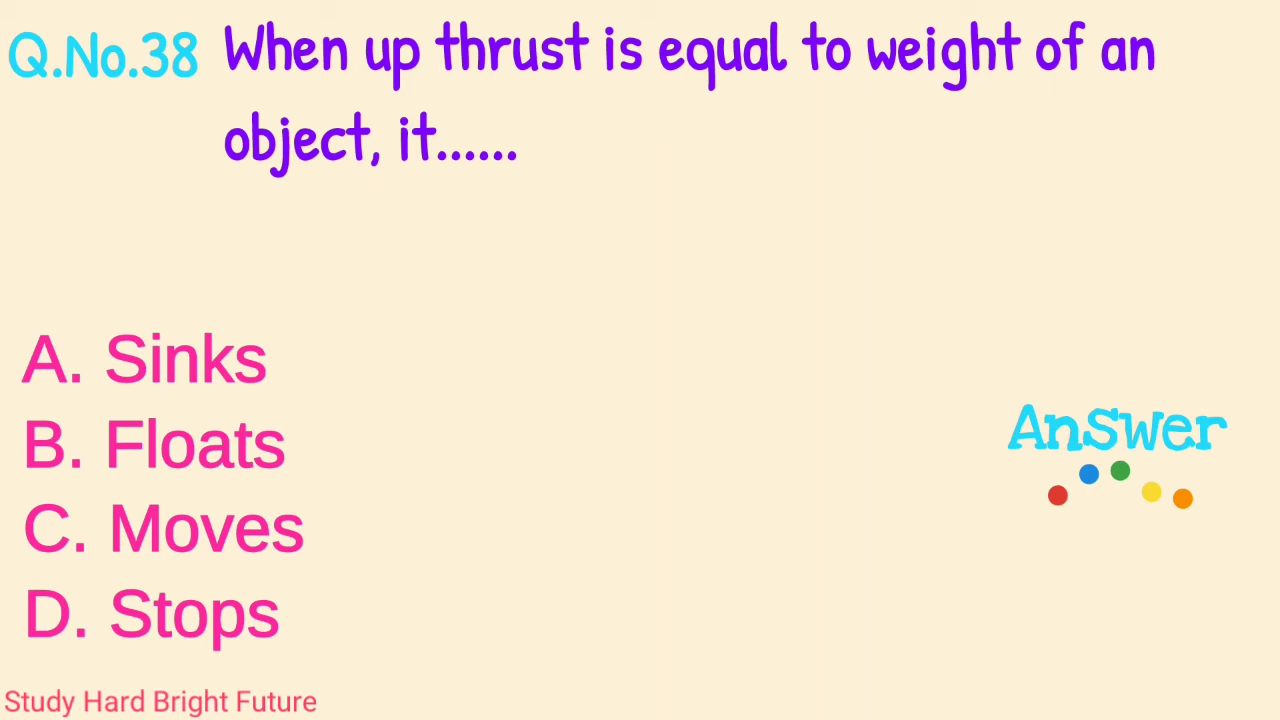 Q.No.38 When up thrust is equal to weight of an
object, it......
A. Sinks
B. Floats
C. Moves
D. Stops
Answer
Study Hard Bright Future